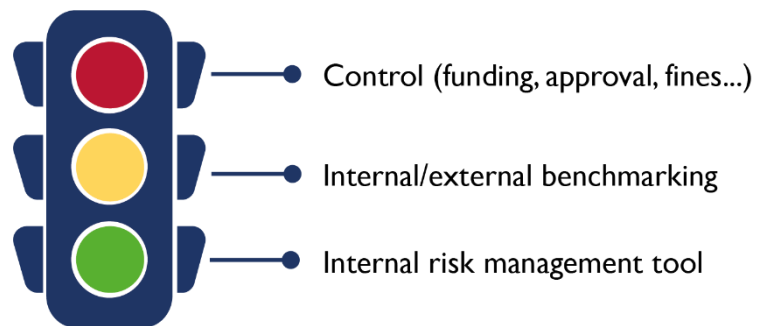 Control (funding, approval, fines...)
Internal/external benchmarking
Internal risk management tool